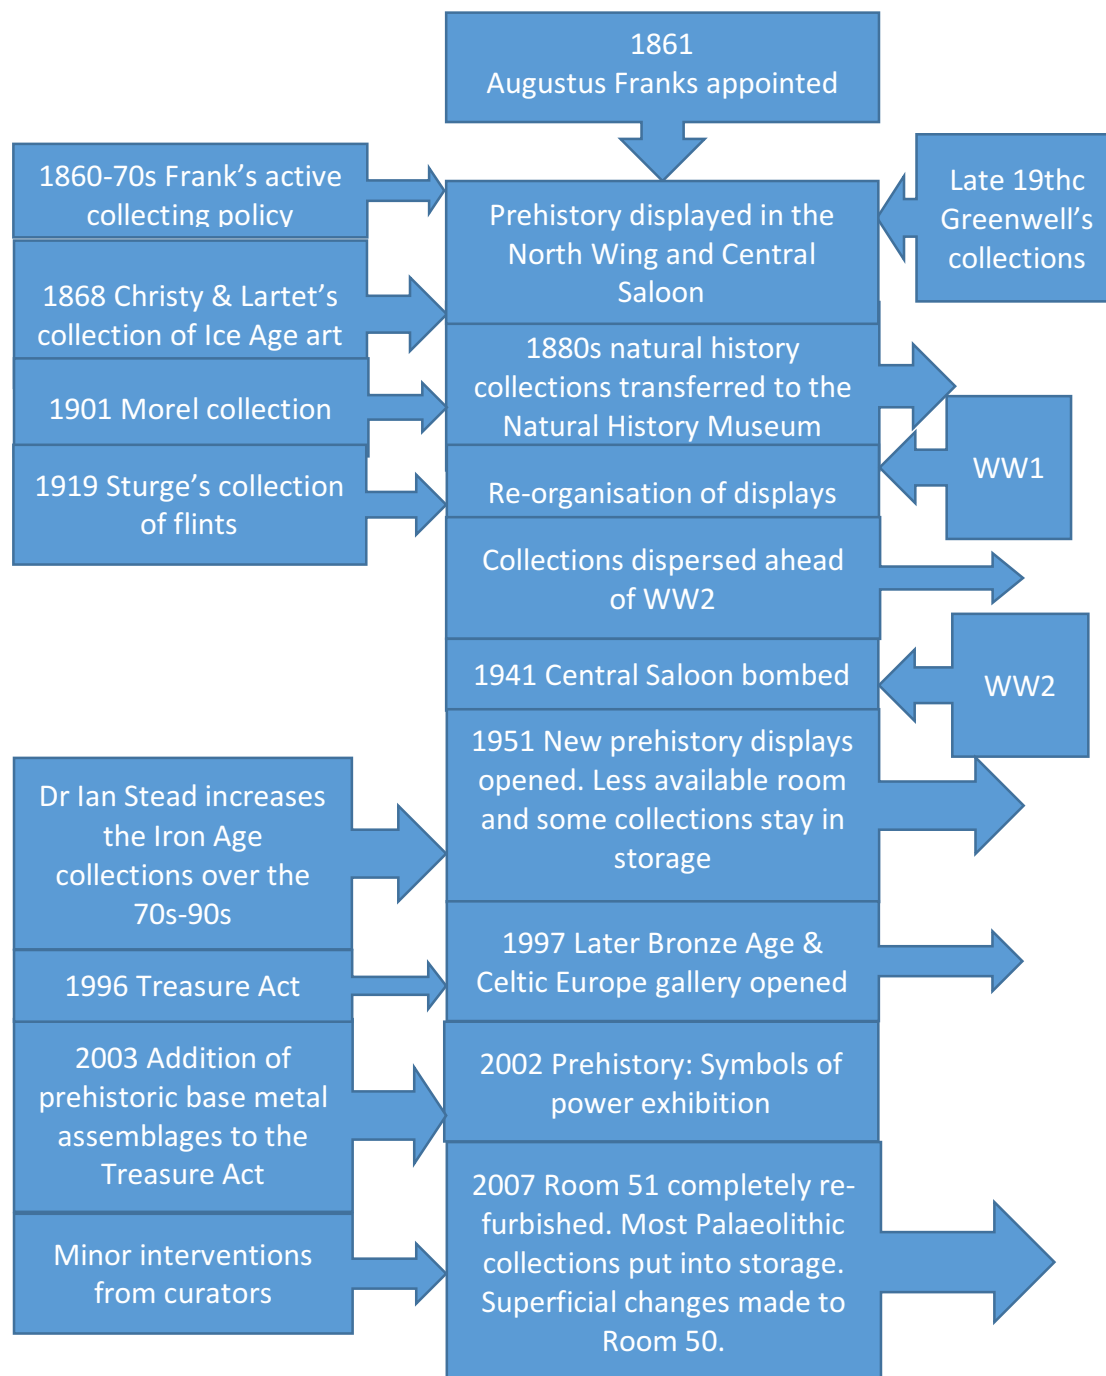 1861
Augustus Franks appointed
1860-70s Frank’s active
collecting policy
Prehistory displayed in the
North Wing and Central
Saloon
Late 19thc
Greenwell’s
collections
1868 Christy & Lartet’s
collection of Ice Age art
1880s natural history
collections transferred to the
Natural History Museum
1901 Morel collection
WW1
1919 Sturge’s collection
of flints
Re-organisation of displays
Collections dispersed ahead
of WW2
1941 Central Saloon bombed
WW2
1951 New prehistory displays
opened. Less available room
and some collections stay in
storage
Dr Ian Stead increases
the Iron Age
collections over the
70s-90s
1997 Later Bronze Age &
Celtic Europe gallery opened
1996 Treasure Act
2003 Addition of
prehistoric base metal
assemblages to the
Treasure Act
2002 Prehistory: Symbols of
power exhibition
2007 Room 51 completely re-
furbished. Most Palaeolithic
collections put into storage.
Superficial changes made to
Room 50.
Minor interventions
from curators